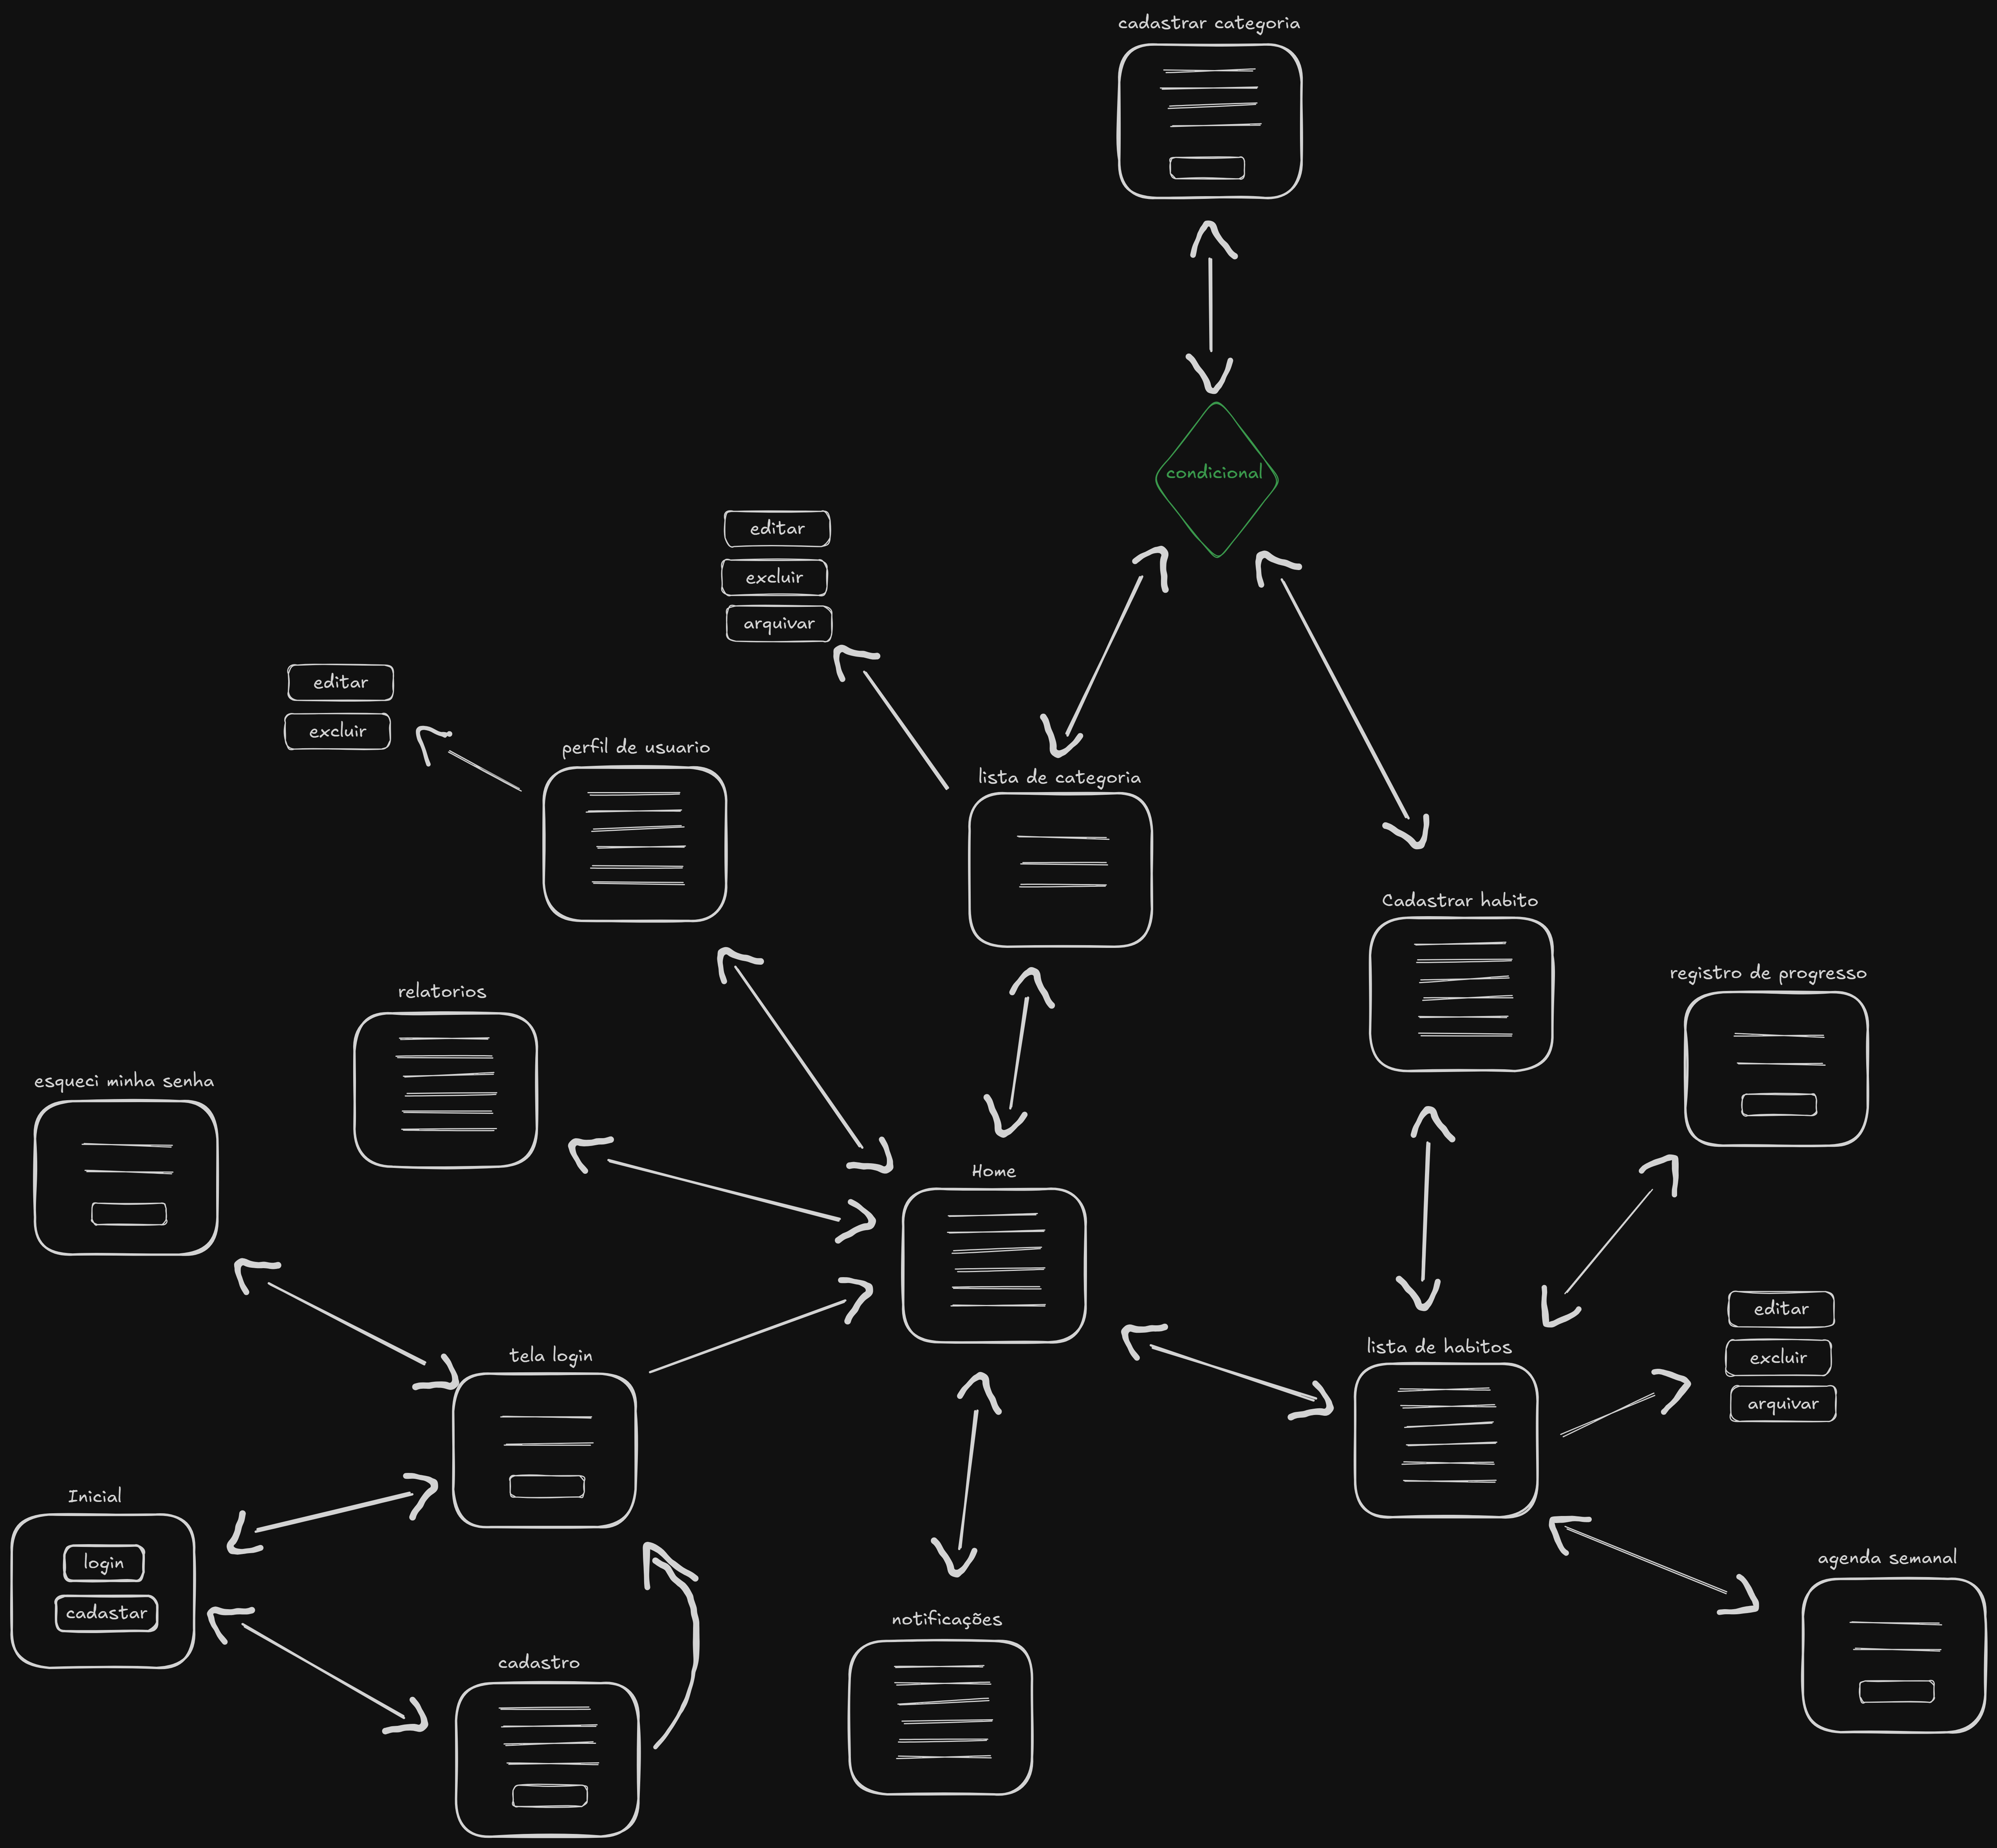 cadastrar categoria
condicional
editar
excluir
arquivar
editar
excluir
perfil de usuario
lista de categoria
Cadastrar habito
registro de progresso
relatorios
esqueci minha senha
Home
editar
excluir
arquivar
lista de habitos
tela login
Inicial
login
cadastar
agenda semanal
notificações
cadastro